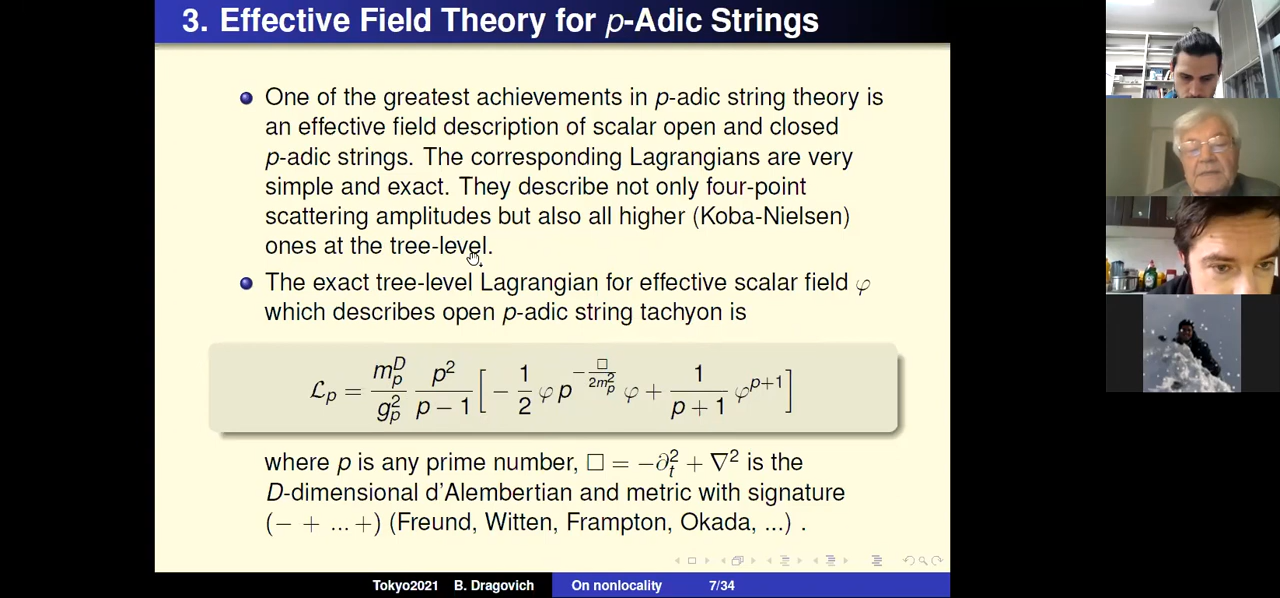 3. Effective Field Theory for p-Adic Strings
One of the greatest achievements in p-adic string theory is
an effective field description of scalar open and closed
p-adic strings. The corresponding Lagrangians are very
simple and exact. They describe not only four-point
scattering amplitudes but also all higher (Koba-Nielsen)
ones at the tree-level.
The exact tree-level Lagrangian for effective scalar field φ
which describes open p-adic string tachyon is
ℒ_p = \frac{m_p^D}{g_p^2} \frac{p^2}{p-1} [ -\frac{1}{2} φ p^{-\frac{□}{2m_p^2}} φ + \frac{1}{p+1} φ^{p+1} ]
where p is any prime number, □ = −∂_t^2 + ∇^2 is the
D-dimensional d'Alembertian and metric with signature
(− + ... +) (Freund, Witten, Frampton, Okada, ...) .
Tokyo2021 B. Dragovich On nonlocality 7/34